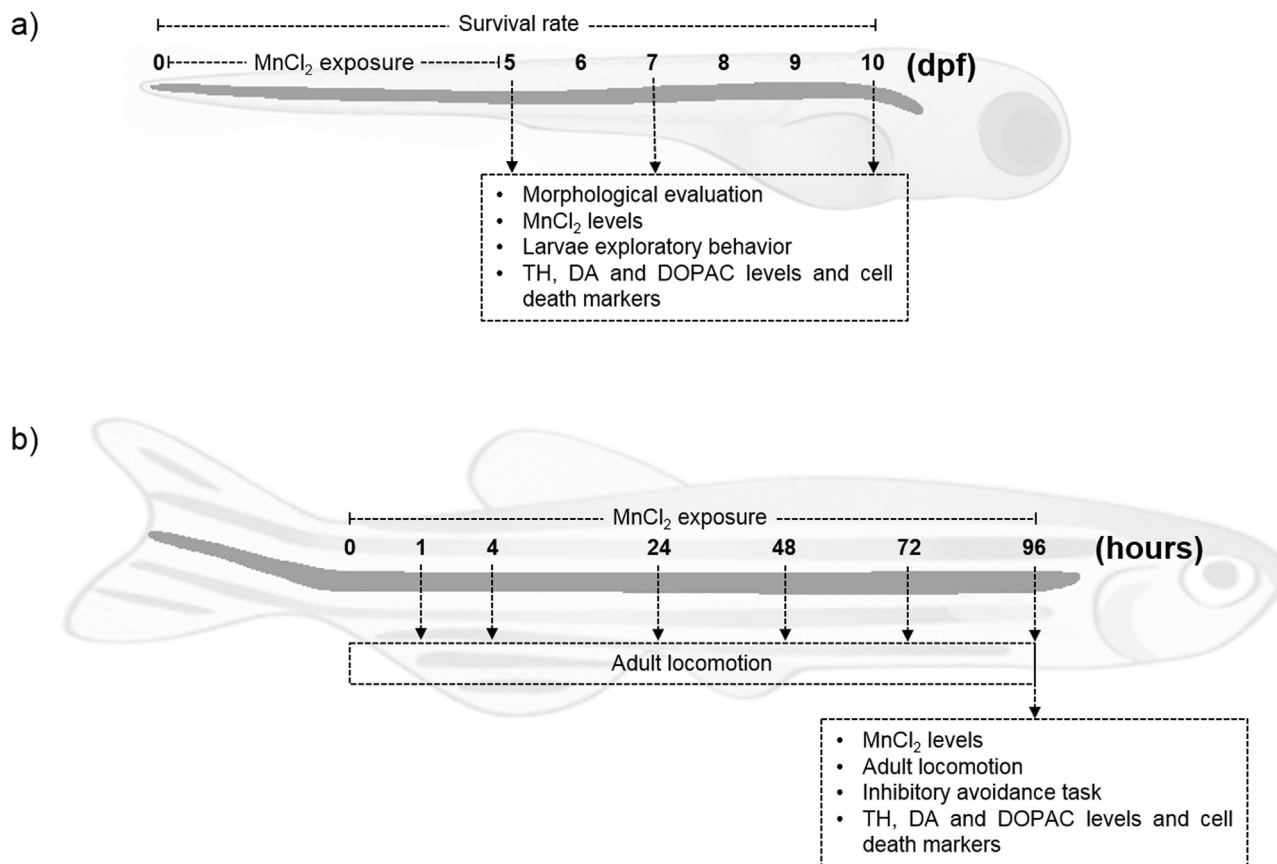 a)
Survival rate
0 MnCl₂ exposure 5 6 7 8 9 10 (dpf)
• Morphological evaluation
• MnCl₂ levels
• Larvae exploratory behavior
• TH, DA and DOPAC levels and cell
death markers
b)
MnCl₂ exposure
0 1 4 24 48 72 96 (hours)
Adult locomotion
• MnCl₂ levels
• Adult locomotion
• Inhibitory avoidance task
• TH, DA and DOPAC levels and cell
death markers